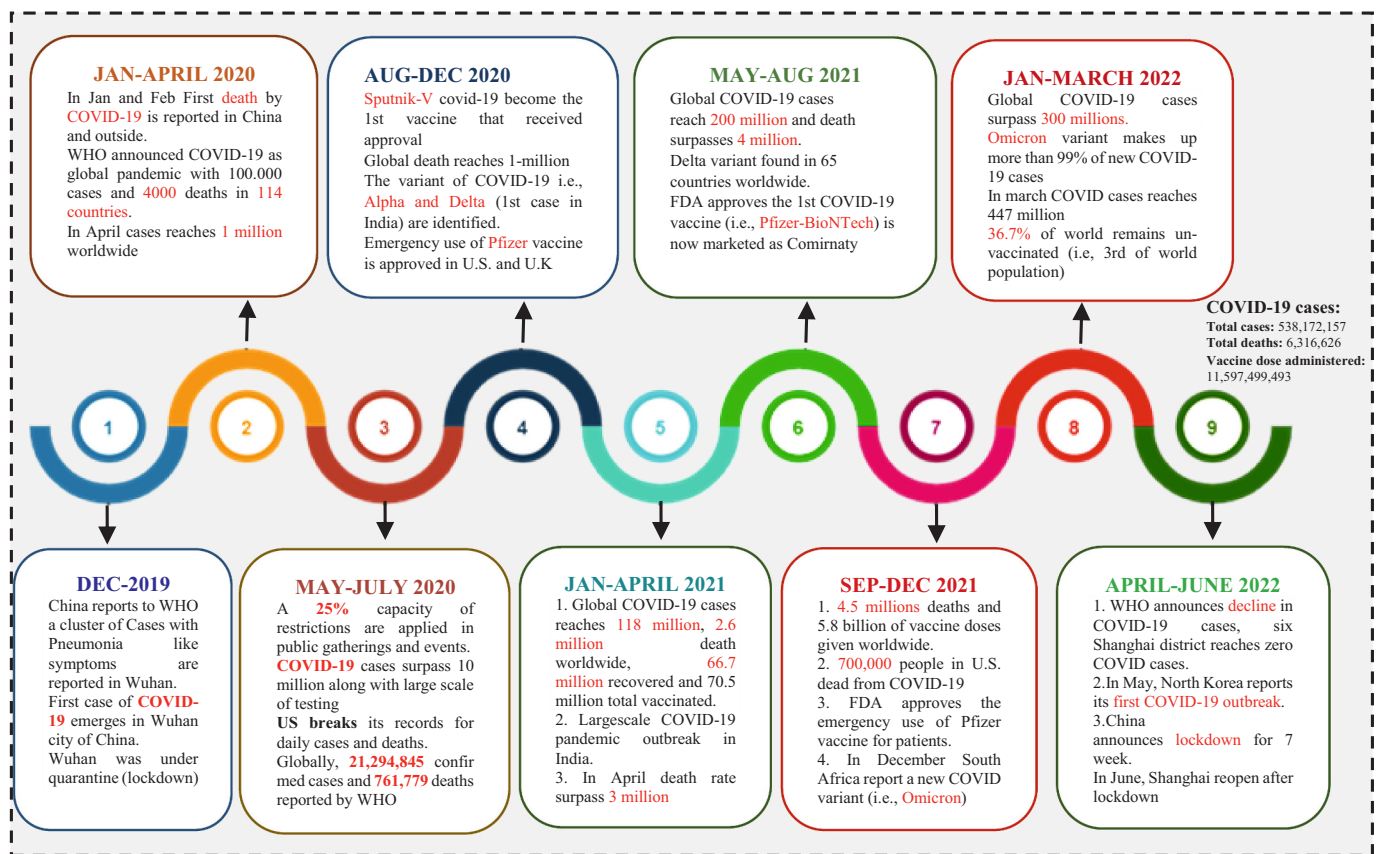 JAN-APRIL 2020
In Jan and Feb First death by
COVID-19 is reported in China
and outside.
WHO announced COVID-19 as
global pandemic with 100.000
cases and 4000 deaths in 114
countries.
In April cases reaches 1 million
worldwide
AUG-DEC 2020
Sputnik-V covid-19 become the
1st vaccine that received
approval
Global death reaches 1-million
The variant of COVID-19 i.e.,
Alpha and Delta (1st case in
India) are identified.
Emergency use of Pfizer vaccine
is approved in U.S. and U.K
MAY-AUG 2021
Global COVID-19 cases
reach 200 million and death
surpasses 4 million.
Delta variant found in 65
countries worldwide.
FDA approves the 1st COVID-19
vaccine (i.e., Pfizer-BioNTech) is
now marketed as Comirnaty
JAN-MARCH 2022
Global COVID-19 cases
surpass 300 millions.
Omicron variant makes up
more than 99% of new COVID-
19 cases
In march COVID cases reaches
447 million
36.7% of world remains un-
vaccinated (i.e, 3rd of world
population)
COVID-19 cases:
Total cases: 538,172,157
Total deaths: 6,316,626
Vaccine dose administered:
11,597,499,493
1
2
3
4
5
6
7
8
9
DEC-2019
China reports to WHO
a cluster of Cases with
Pneumonia like
symptoms are
reported in Wuhan.
First case of COVID-
19 emerges in Wuhan
city of China.
Wuhan was under
quarantine (lockdown)
MAY-JULY 2020
A 25% capacity of
restrictions are applied in
public gatherings and events.
COVID-19 cases surpass 10
million along with large scale
of testing
US breaks its records for
daily cases and deaths.
Globally, 21,294,845 confir
med cases and 761,779 deaths
reported by WHO
JAN-APRIL 2021
1. Global COVID-19 cases
reaches 118 million, 2.6
million death
worldwide, 66.7
million recovered and 70.5
million total vaccinated.
2. Largescale COVID-19
pandemic outbreak in
India.
3. In April death rate
surpass 3 million
SEP-DEC 2021
1. 4.5 millions deaths and
5.8 billion of vaccine doses
given worldwide.
2. 700,000 people in U.S.
dead from COVID-19
3. FDA approves the
emergency use of Pfizer
vaccine for patients.
4. In December South
Africa report a new COVID
variant (i.e., Omicron)
APRIL-JUNE 2022
1. WHO announces decline in
COVID-19 cases, six
Shanghai district reaches zero
COVID cases.
2.In May, North Korea reports
its first COVID-19 outbreak.
3.China
announces lockdown for 7
week.
In June, Shanghai reopen after
lockdown